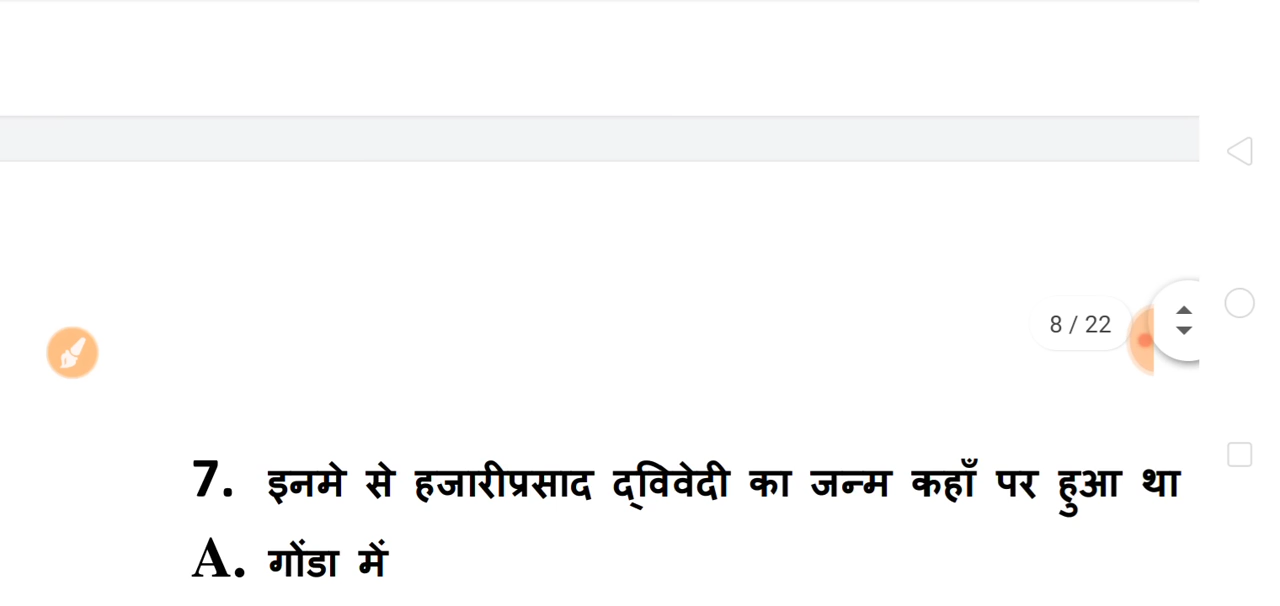 8 / 22
7. इनमे से हजारीप्रसाद द्विवेदी का जन्म कहाँ पर हुआ था
A. गोंडा में